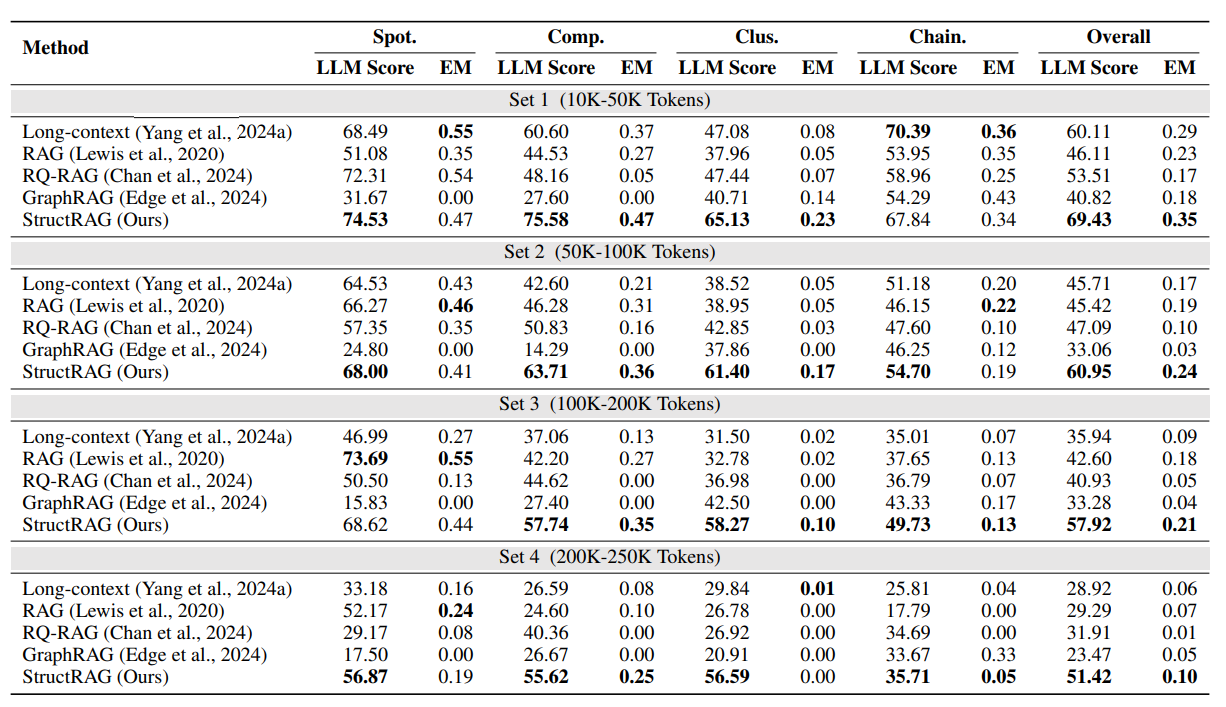 Method Spot. Comp. Clus. Chain. Overall
LLM Score EM LLM Score EM LLM Score EM LLM Score EM LLM Score EM
Set 1 (10K-50K Tokens)
Long-context (Yang et al., 2024a) 68.49 0.55 60.60 0.37 47.08 0.08 70.39 0.36 60.11 0.29
RAG (Lewis et al., 2020) 51.08 0.35 44.53 0.27 37.96 0.05 53.95 0.35 46.11 0.23
RQ-RAG (Chan et al., 2024) 72.31 0.54 48.16 0.05 47.44 0.07 58.96 0.25 53.51 0.17
GraphRAG (Edge et al., 2024) 31.67 0.00 27.60 0.00 40.71 0.14 54.29 0.43 40.82 0.18
StructRAG (Ours) 74.53 0.47 75.58 0.47 65.13 0.23 67.84 0.34 69.43 0.35
Set 2 (50K-100K Tokens)
Long-context (Yang et al., 2024a) 64.53 0.43 42.60 0.21 38.52 0.05 51.18 0.20 45.71 0.17
RAG (Lewis et al., 2020) 66.27 0.46 46.28 0.31 38.95 0.05 46.15 0.22 45.42 0.19
RQ-RAG (Chan et al., 2024) 57.35 0.35 50.83 0.16 42.85 0.03 47.60 0.10 47.09 0.10
GraphRAG (Edge et al., 2024) 24.80 0.00 14.29 0.00 37.86 0.00 46.25 0.12 33.06 0.03
StructRAG (Ours) 68.00 0.41 63.71 0.36 61.40 0.17 54.70 0.19 60.95 0.24
Set 3 (100K-200K Tokens)
Long-context (Yang et al., 2024a) 46.99 0.27 37.06 0.13 31.50 0.02 35.01 0.07 35.94 0.09
RAG (Lewis et al., 2020) 73.69 0.55 42.20 0.27 32.78 0.02 37.65 0.13 42.60 0.18
RQ-RAG (Chan et al., 2024) 50.50 0.13 44.62 0.00 36.98 0.00 36.79 0.07 40.93 0.05
GraphRAG (Edge et al., 2024) 15.83 0.00 27.40 0.00 42.50 0.00 43.33 0.17 33.28 0.04
StructRAG (Ours) 68.62 0.44 57.74 0.35 58.27 0.10 49.73 0.13 57.92 0.21
Set 4 (200K-250K Tokens)
Long-context (Yang et al., 2024a) 33.18 0.16 26.59 0.08 29.84 0.01 25.81 0.04 28.92 0.06
RAG (Lewis et al., 2020) 52.17 0.24 24.60 0.10 26.78 0.00 17.79 0.00 29.29 0.07
RQ-RAG (Chan et al., 2024) 29.17 0.08 40.36 0.00 26.92 0.00 34.69 0.00 31.91 0.01
GraphRAG (Edge et al., 2024) 17.50 0.00 26.67 0.00 20.91 0.00 33.67 0.33 23.47 0.05
StructRAG (Ours) 56.87 0.19 55.62 0.25 56.59 0.00 35.71 0.05 51.42 0.10